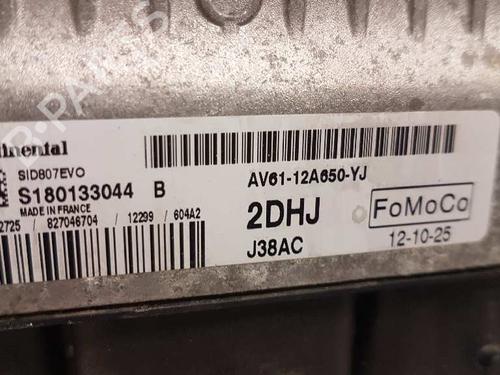 ntinental
SID807EVO
S180133044 B
MADE IN FRANCE
2725 / 827046704 / 12299 / 604A2
AV61-12A650-YJ
2DHJ
FoMoCo
J38AC
12-10-25
B-PARTS